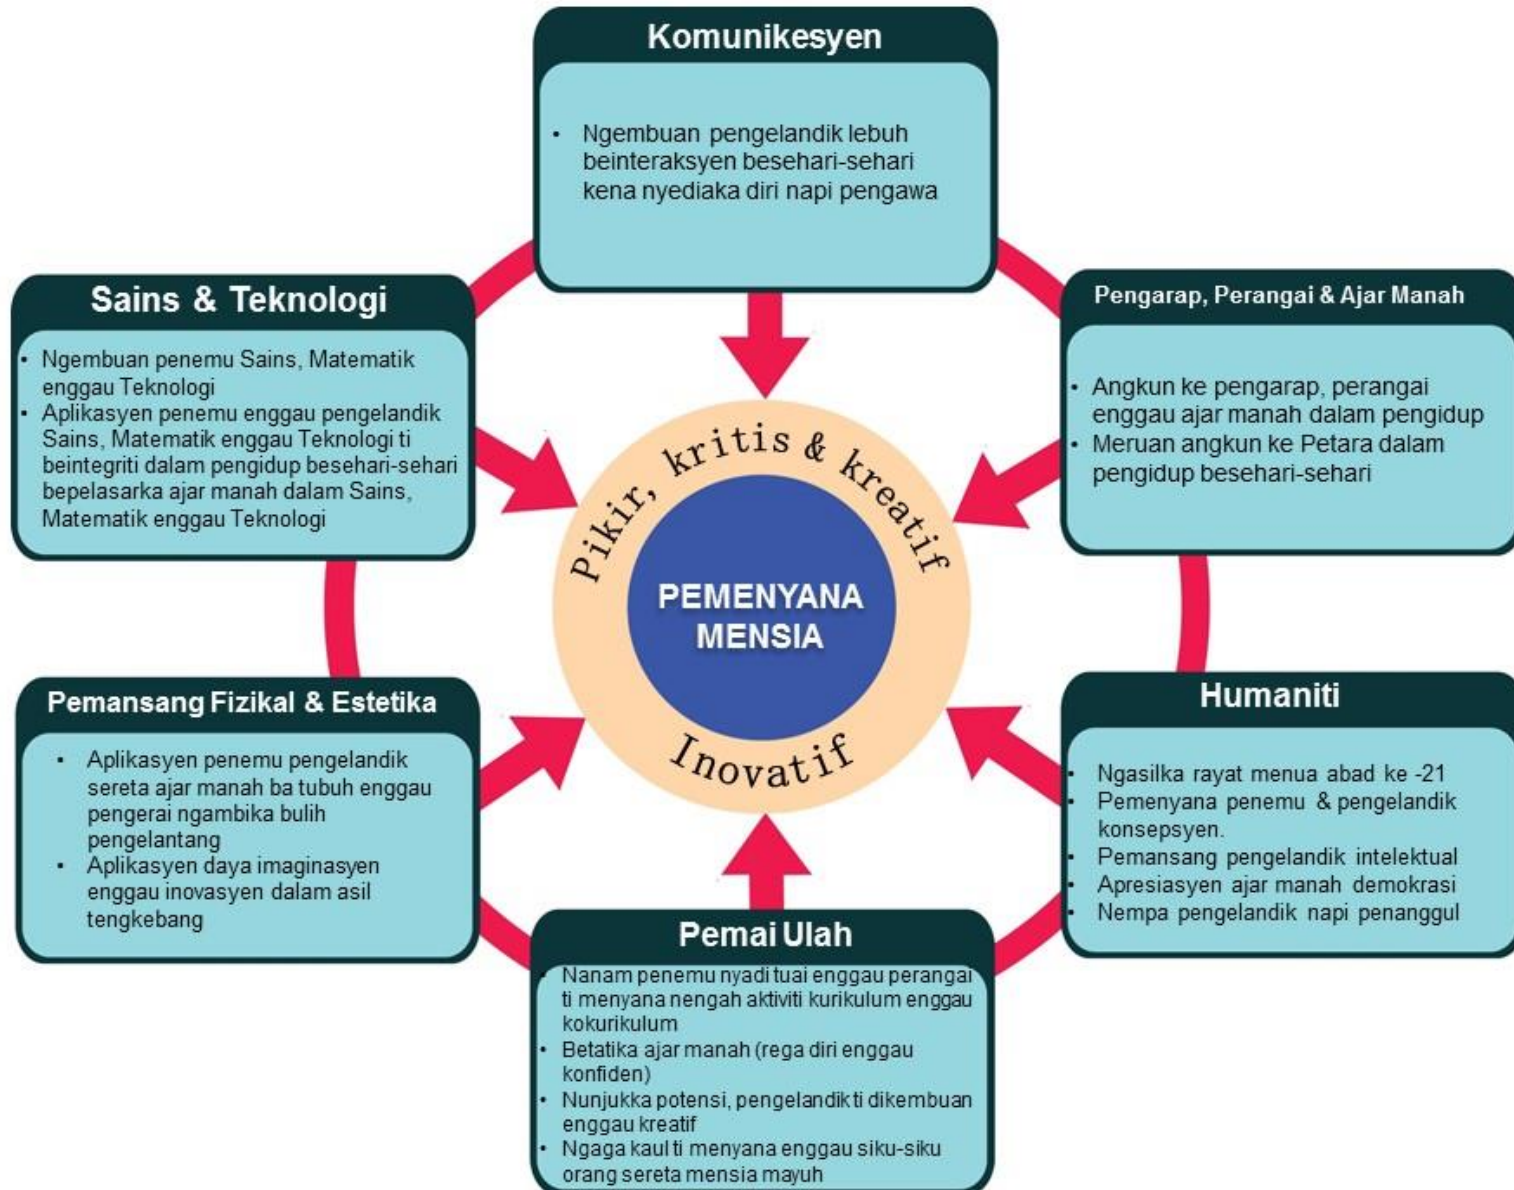 Komunikesyen
• Ngembuan pengelandik lebuh
beinteraksyen besehari-sehari
kena nyediaka diri napi pengawa
Sains & Teknologi
• Ngembuan penemu Sains, Matematik
enggau Teknologi
• Aplikasyen penemu enggau pengelandik
Sains, Matematik enggau Teknologi ti
beintegriti dalam pengidup besehari-sehari
bepelasarka ajar manah dalam Sains,
Matematik enggau Teknologi
Pengarap, Perangai & Ajar Manah
• Angkun ke pengarap, perangai
enggau ajar manah dalam pengidup
• Meruan angkun ke Petara dalam
pengidup besehari-sehari
Pikir, kritis & kreatif
PEMENYANA
MENSIA
Inovatif
Pemansang Fizikal & Estetika
• Aplikasyen penemu pengelandik
sereta ajar manah ba tubuh enggau
pengerai ngambika bulih
pengelantang
• Aplikasyen daya imaginasyen
enggau inovasyen dalam asil
tengkebang
Humaniti
• Ngasilka rayat menua abad ke -21
• Pemenyana penemu & pengelandik
konsepsyen.
• Pemansang pengelandik intelektual
• Apresiasyen ajar manah demokrasi
• Nempa pengelandik napi penanggul
Pemai Ulah
• Nanam penemu nyadi tuai enggau perangai
ti menyana nengah aktiviti kurikulum enggau
kokurikulum
• Betatika ajar manah (rega diri enggau
konfiden)
• Nunjukka potensi, pengelandik ti dikembuan
enggau kreatif
• Ngaga kaul ti menyana enggau siku-siku
orang sereta mensia mayuh